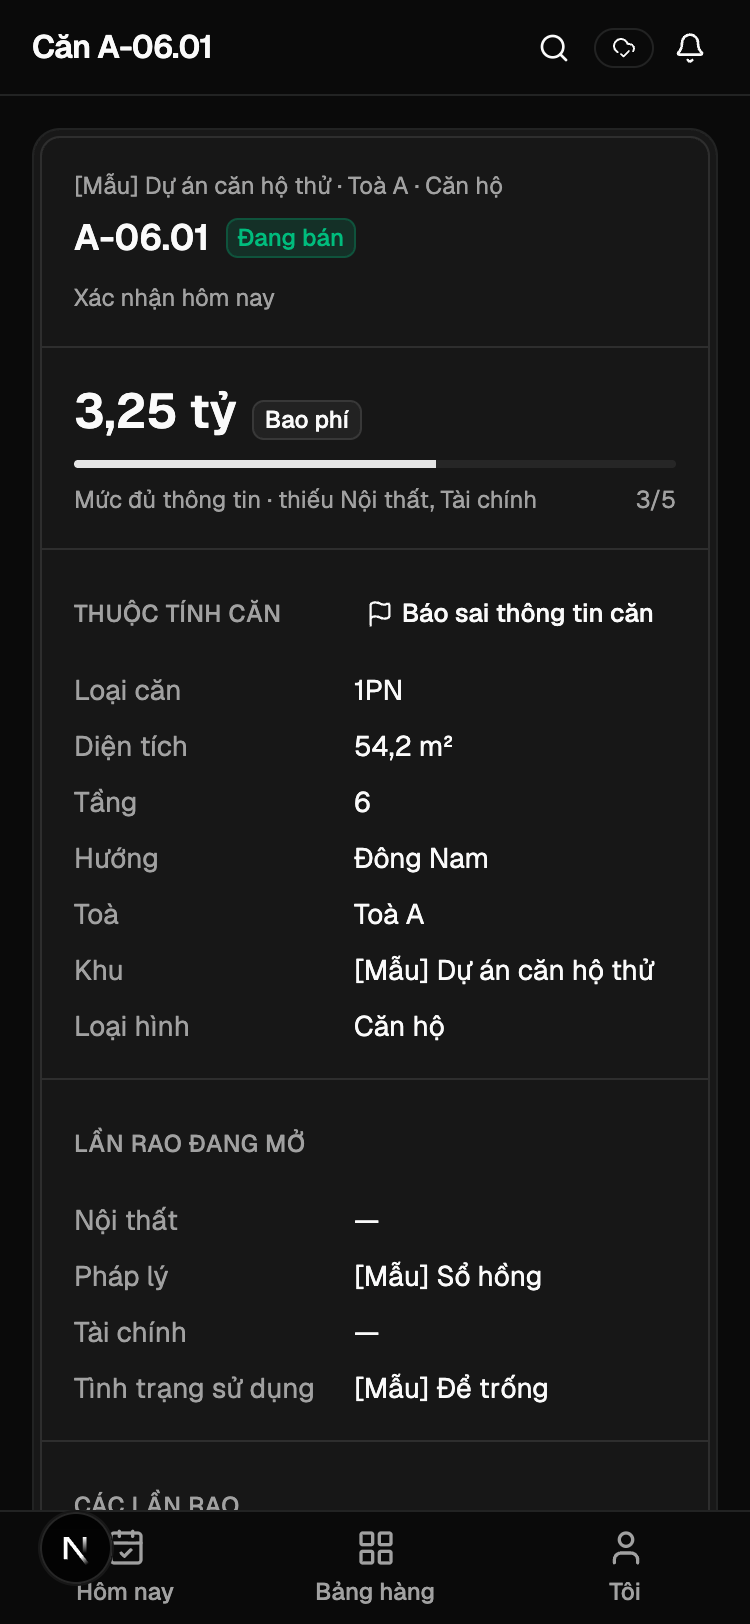 Căn A-06.01
[Mẫu] Dự án căn hộ thử · Toà A · Căn hộ
A-06.01 Đang bán
Xác nhận hôm nay
3,25 tỷ Bao phí
Mức đủ thông tin · thiếu Nội thất, Tài chính 3/5
THUỘC TÍNH CĂN Báo sai thông tin căn
Loại căn 1PN
Diện tích 54,2 m²
Tầng 6
Hướng Đông Nam
Toà Toà A
Khu [Mẫu] Dự án căn hộ thử
Loại hình Căn hộ
LẦN RAO ĐANG MỞ
Nội thất —
Pháp lý [Mẫu] Sổ hồng
Tài chính —
Tình trạng sử dụng [Mẫu] Để trống
CÁC LẦN RAO
N
Hôm nay Bảng hàng Tôi